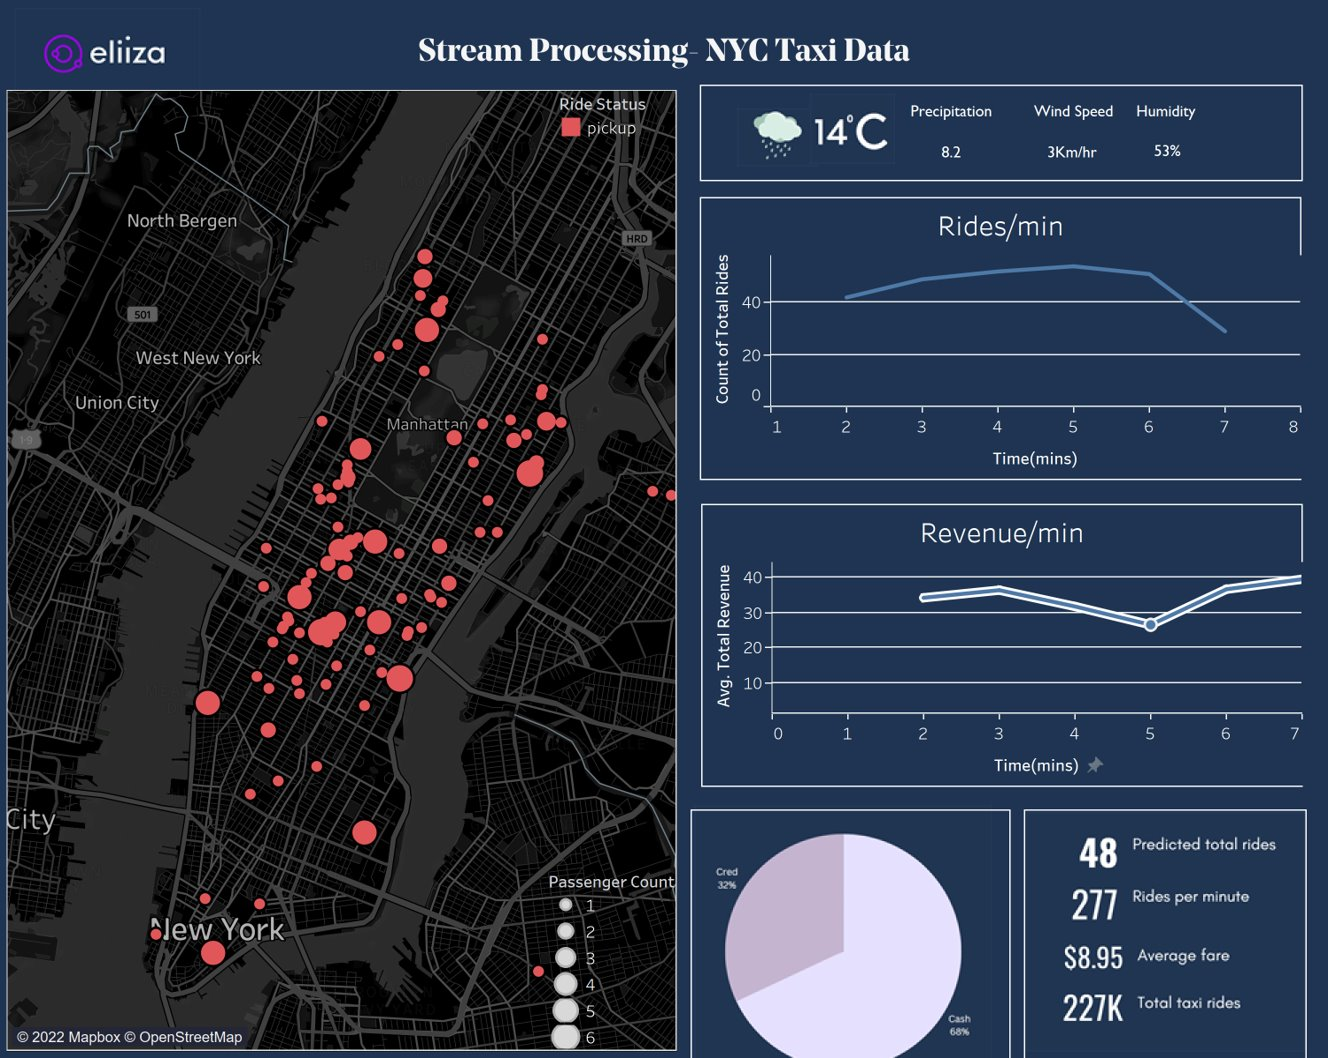 eliiza
Stream Processing- NYC Taxi Data
Ride Status
pickup
North Bergen
HRD
501
West New York
Union City
1-9
Manhattan
City
New York
Passenger Count
1
2
3
4
5
6
© 2022 Mapbox © OpenStreetMap
14°C
Precipitation
8.2
Wind Speed
3Km/hr
Humidity
53%
Rides/min
Count of Total Rides
40
20
0
1 2 3 4 5 6 7 8
Time(mins)
Revenue/min
Avg. Total Revenue
40
30
20
10
0 1 2 3 4 5 6 7
Time(mins)
Cred
32%
Cash
68%
48 Predicted total rides
277 Rides per minute
$8.95 Average fare
227K Total taxi rides